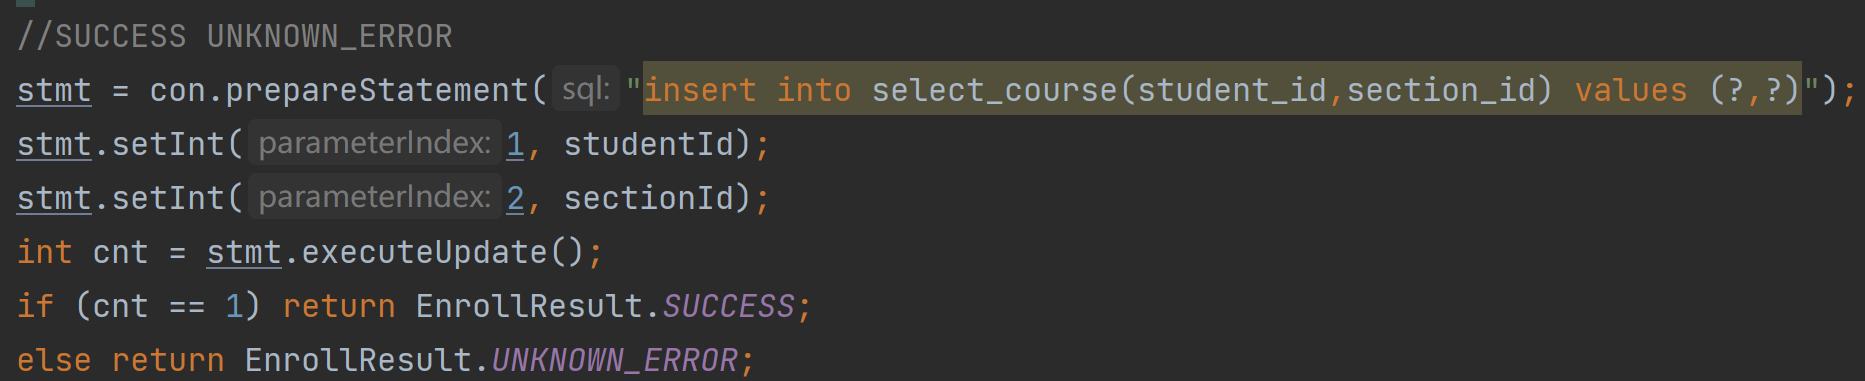 //SUCCESS UNKNOWN_ERROR
stmt = con.prepareStatement( sql: "insert into select_course(student_id,section_id) values (?,?)");
stmt.setInt( parameterIndex: 1, studentId);
stmt.setInt( parameterIndex: 2, sectionId);
int cnt = stmt.executeUpdate();
if (cnt == 1) return EnrollResult.SUCCESS;
else return EnrollResult.UNKNOWN_ERROR;